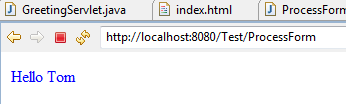 GreetingServlet.java index.html ProcessForm
http://localhost:8080/Test/ProcessForm
Hello Tom